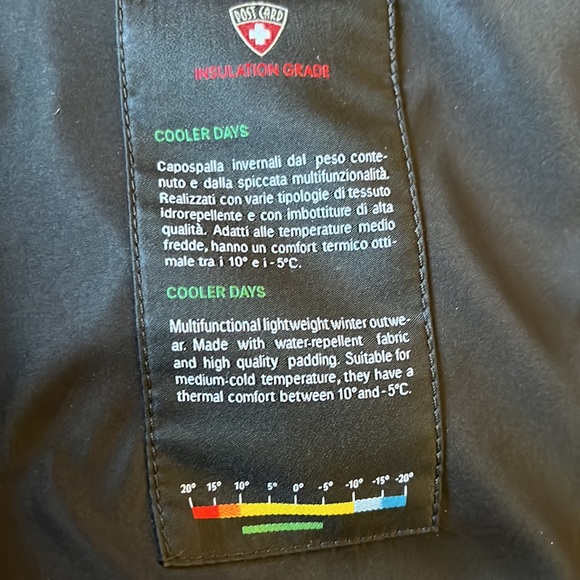 POST CARD
INSULATION GRADE
COOLER DAYS
Capospalla invernali dal peso conte-
nuto e dalla spiccata multifunzionalità.
Realizzati con varie tipologie di tessuto
idrorepellente e con imbottiture di alta
qualità. Adatti alle temperature medio
fredde, hanno un comfort termico otti-
male tra i 10° e i -5°C.
COOLER DAYS
Multifunctional lightweight winter outwe-
ar. Made with water-repellent fabric
and high quality padding. Suitable for
medium-cold temperature, they have a
thermal comfort between 10° and -5°C.
20° 15° 10° 5° 0° -5° -10° -15° -20°